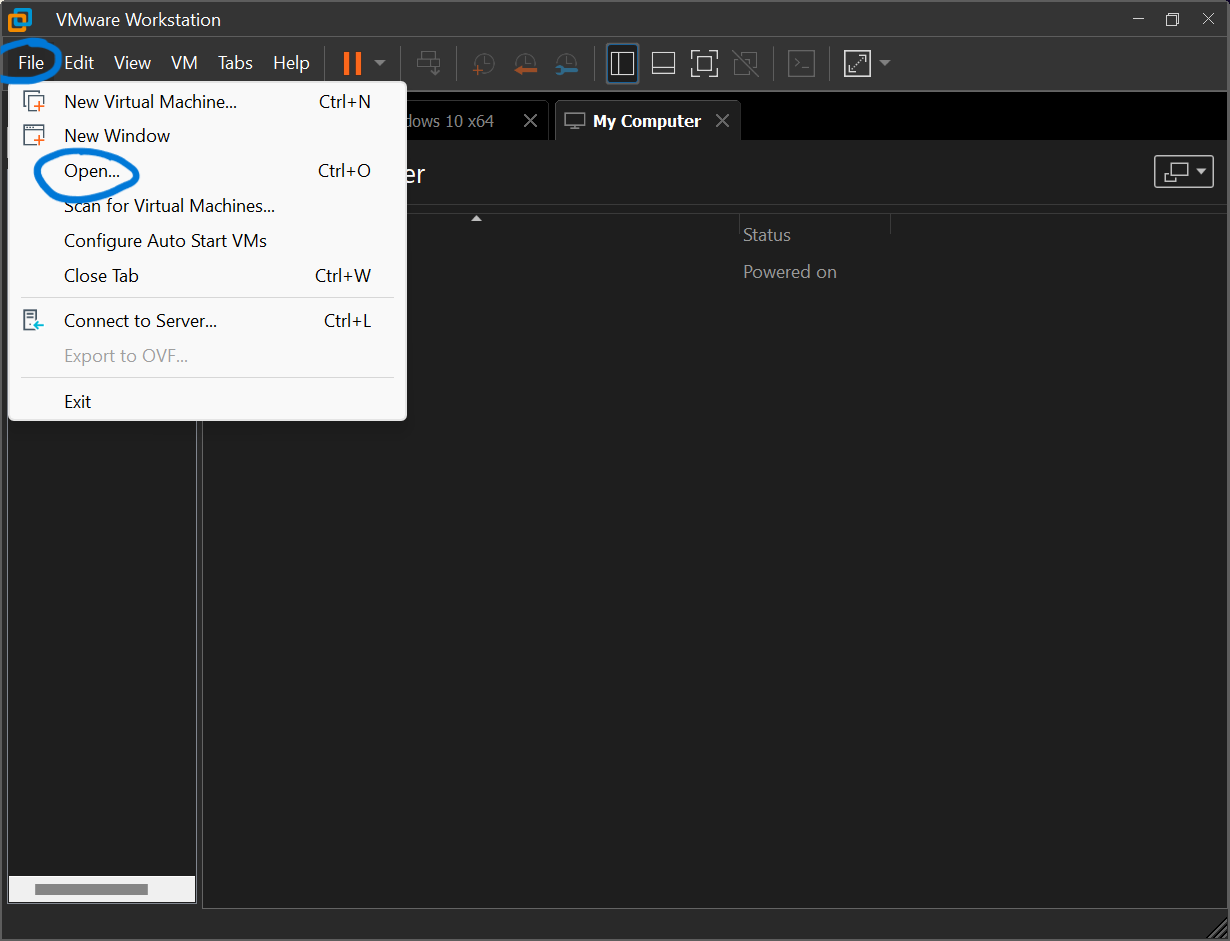 VMware Workstation
File Edit View VM Tabs Help
New Virtual Machine... Ctrl+N
New Window
Open... Ctrl+O
Scan for Virtual Machines...
Configure Auto Start VMs
Close Tab Ctrl+W
Connect to Server... Ctrl+L
Export to OVF...
Exit
dows 10 x64
My Computer
er
Status
Powered on